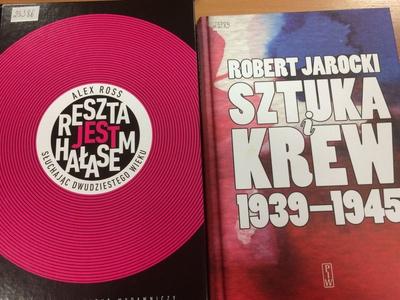 ALEX ROSS
RESZTA
JEST
HAŁASEM
SŁUCHAJĄC DWUDZIESTEGO WIEKU
ROBERT JAROCKI
SZTUKA
i
KREW
1939–1945
PIW